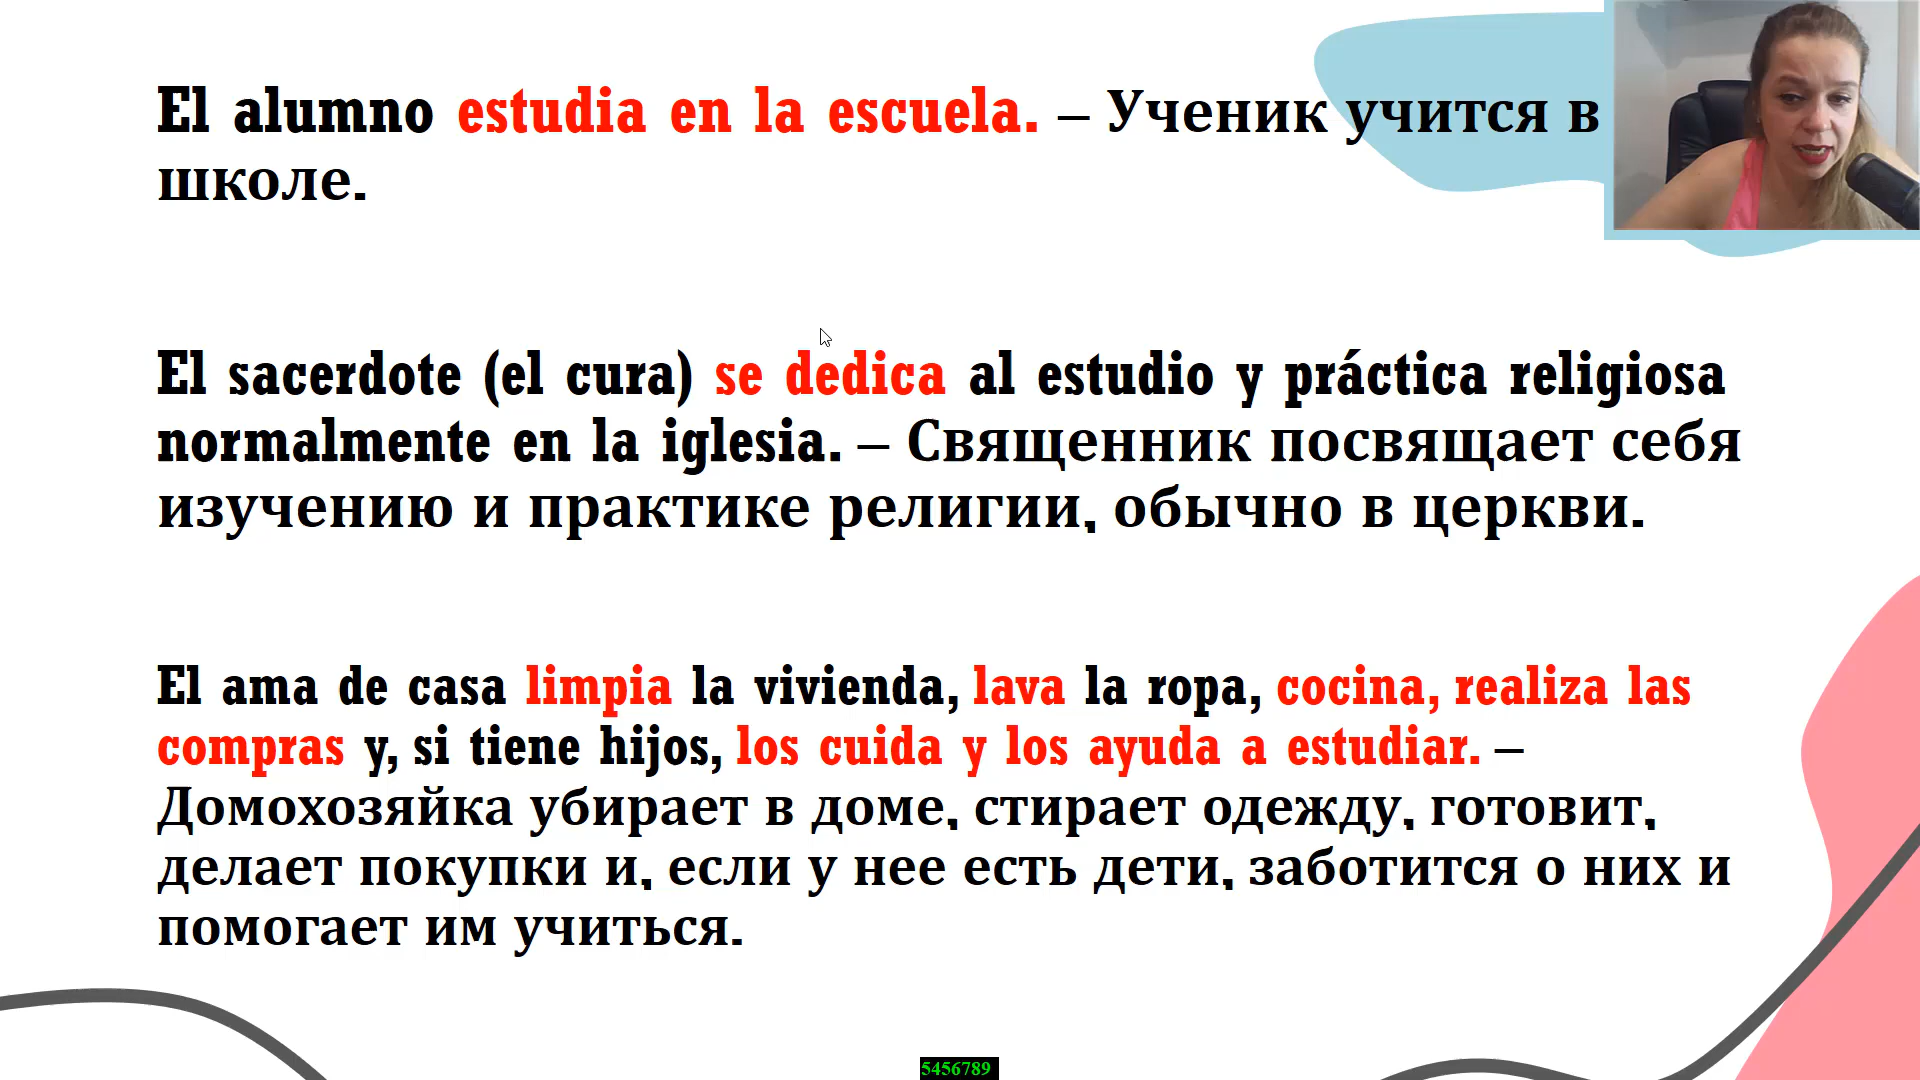 El alumno estudia en la escuela. – Ученик учится в
школе.
El sacerdote (el cura) se dedica al estudio y práctica religiosa
normalmente en la iglesia. – Священник посвящает себя
изучению и практике религии, обычно в церкви.
El ama de casa limpia la vivienda, lava la ropa, cocina, realiza las
compras y, si tiene hijos, los cuida y los ayuda a estudiar. –
Домохозяйка убирает в доме, стирает одежду, готовит,
делает покупки и, если у нее есть дети, заботится о них и
помогает им учиться.
5456789